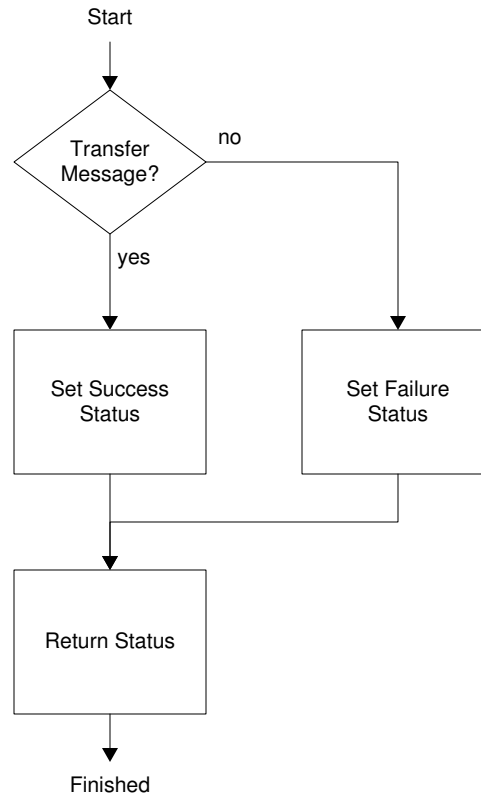 Start
Transfer
Message?
no
yes
Set Success
Status
Set Failure
Status
Return Status
Finished